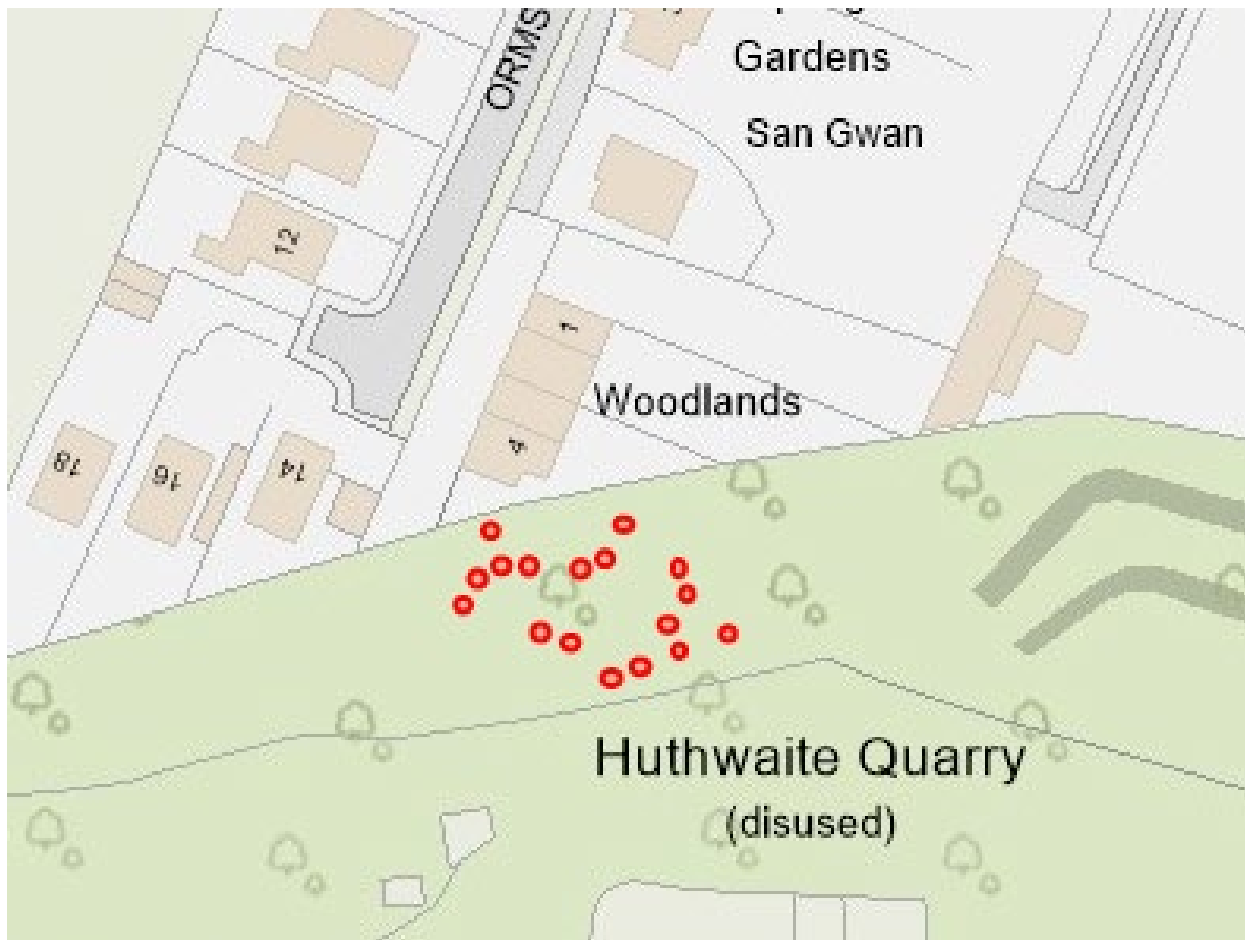 ORMS
Gardens
San Gwan
12
1
Woodlands
4
18
16
14
Huthwaite Quarry
(disused)